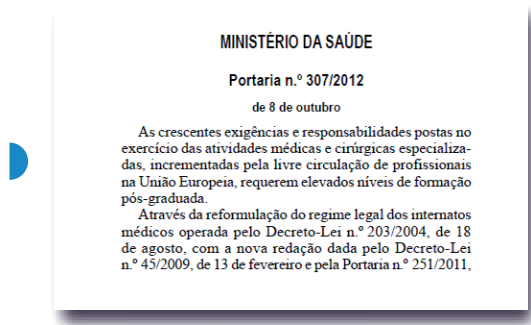 MINISTÉRIO DA SAÚDE
Portaria n.º 307/2012
de 8 de outubro
As crescentes exigências e responsabilidades postas no
exercício das atividades médicas e cirúrgicas especializa-
das, incrementadas pela livre circulação de profissionais
na União Europeia, requerem elevados níveis de formação
pós-graduada.
Através da reformulação do regime legal dos internatos
médicos operada pelo Decreto-Lei n.º 203/2004, de 18
de agosto, com a nova redação dada pelo Decreto-Lei
n.º 45/2009, de 13 de fevereiro e pela Portaria n.º 251/2011,